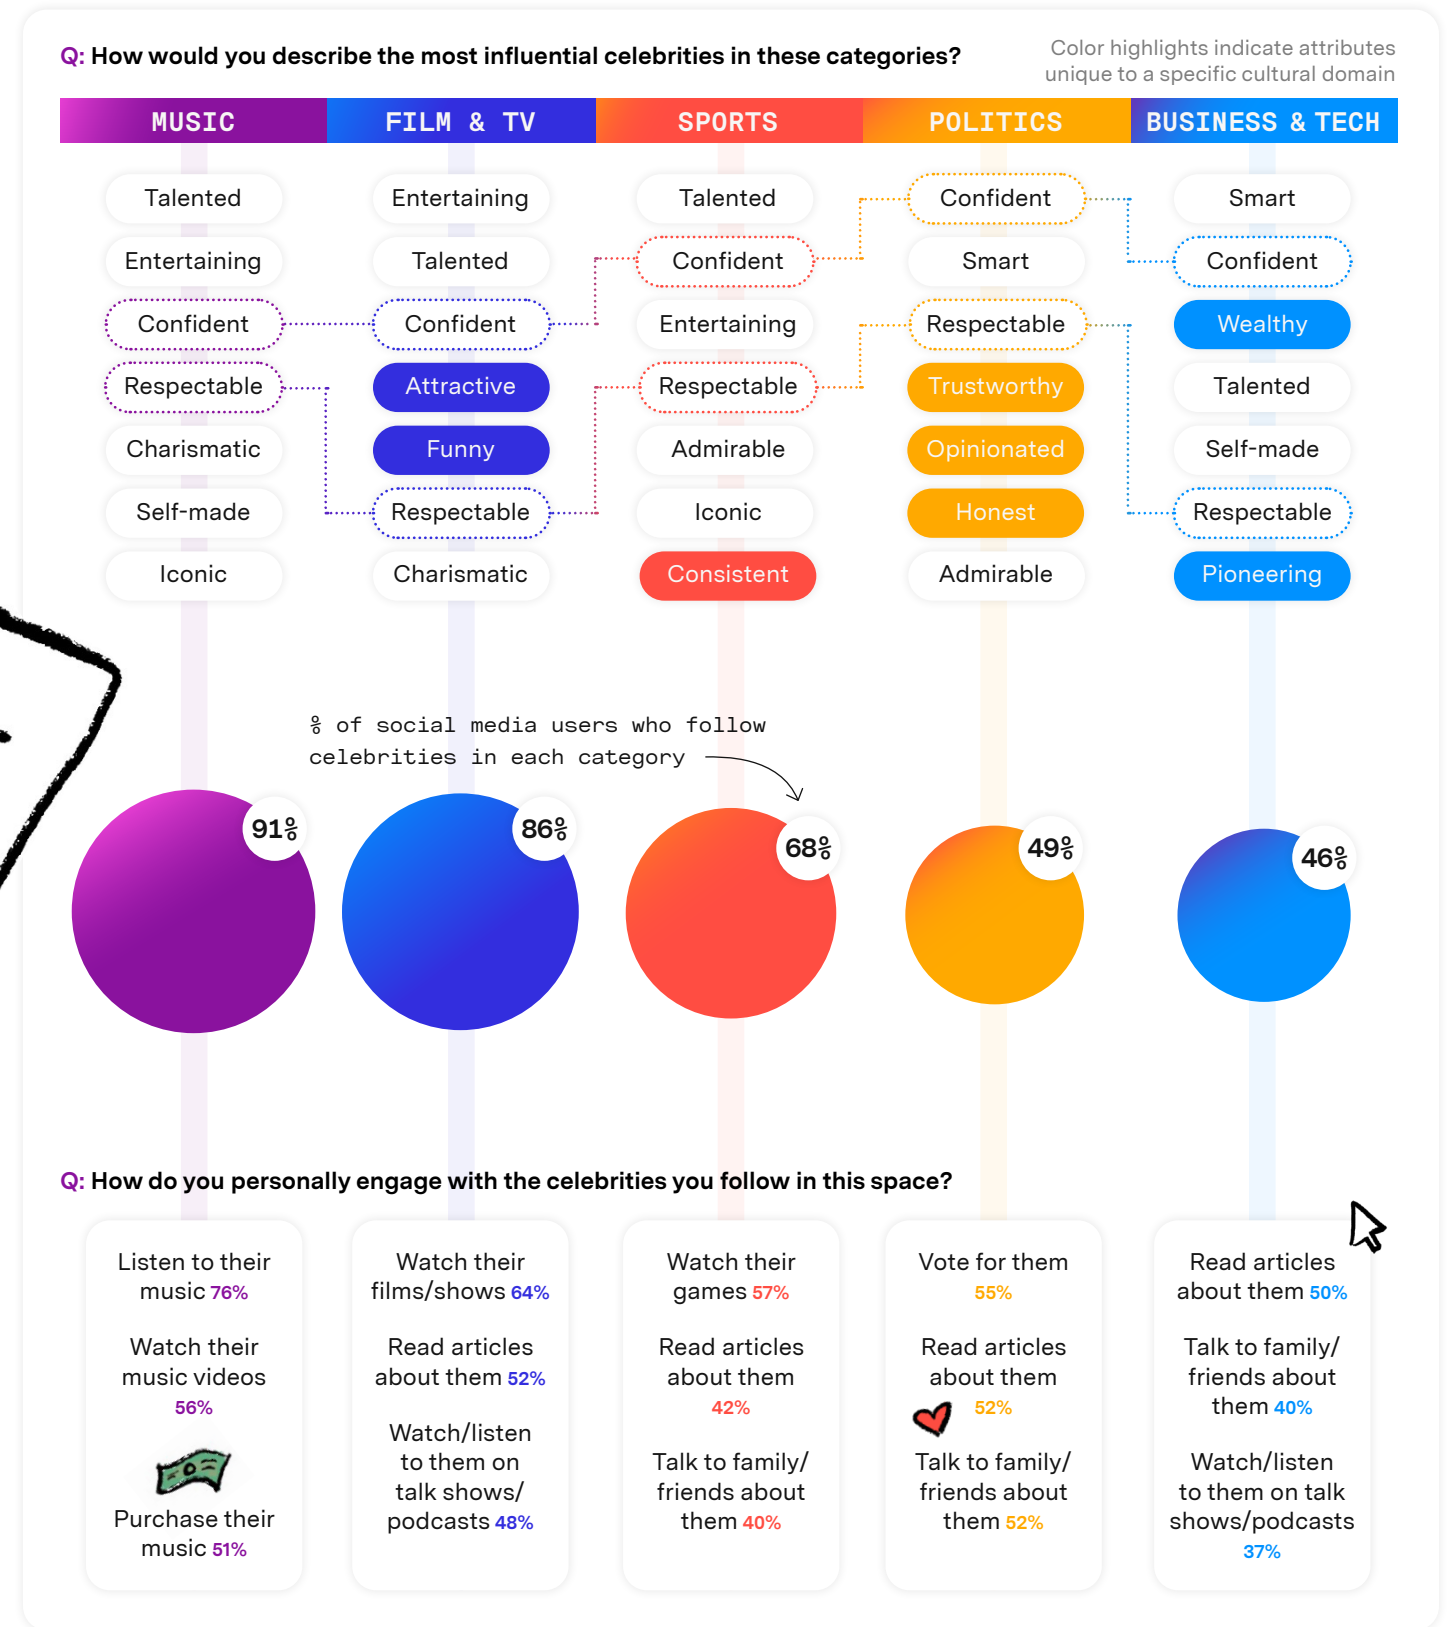 Q: How would you describe the most influential celebrities in these categories?
Color highlights indicate attributes
unique to a specific cultural domain
MUSIC
FILM & TV
SPORTS
POLITICS
BUSINESS & TECH
Talented
Entertaining
Confident
Respectable
Charismatic
Self-made
Iconic
Entertaining
Talented
Confident
Attractive
Funny
Respectable
Charismatic
Talented
Confident
Entertaining
Respectable
Admirable
Iconic
Consistent
Confident
Smart
Respectable
Trustworthy
Opinionated
Honest
Admirable
Smart
Confident
Wealthy
Talented
Self-made
Respectable
Pioneering
% of social media users who follow
celebrities in each category
91%
86%
68%
49%
46%
Q: How do you personally engage with the celebrities you follow in this space?
Listen to their
music 76%
Watch their
music videos
56%
Purchase their
music 51%
Watch their
films/shows 64%
Read articles
about them 52%
Watch/listen
to them on
talk shows/
podcasts 48%
Watch their
games 57%
Read articles
about them
42%
Talk to family/
friends about
them 40%
Vote for them
55%
Read articles
about them
52%
Talk to family/
friends about
them 52%
Read articles
about them 50%
Talk to family/
friends about
them 40%
Watch/listen
to them on talk
shows/podcasts
37%